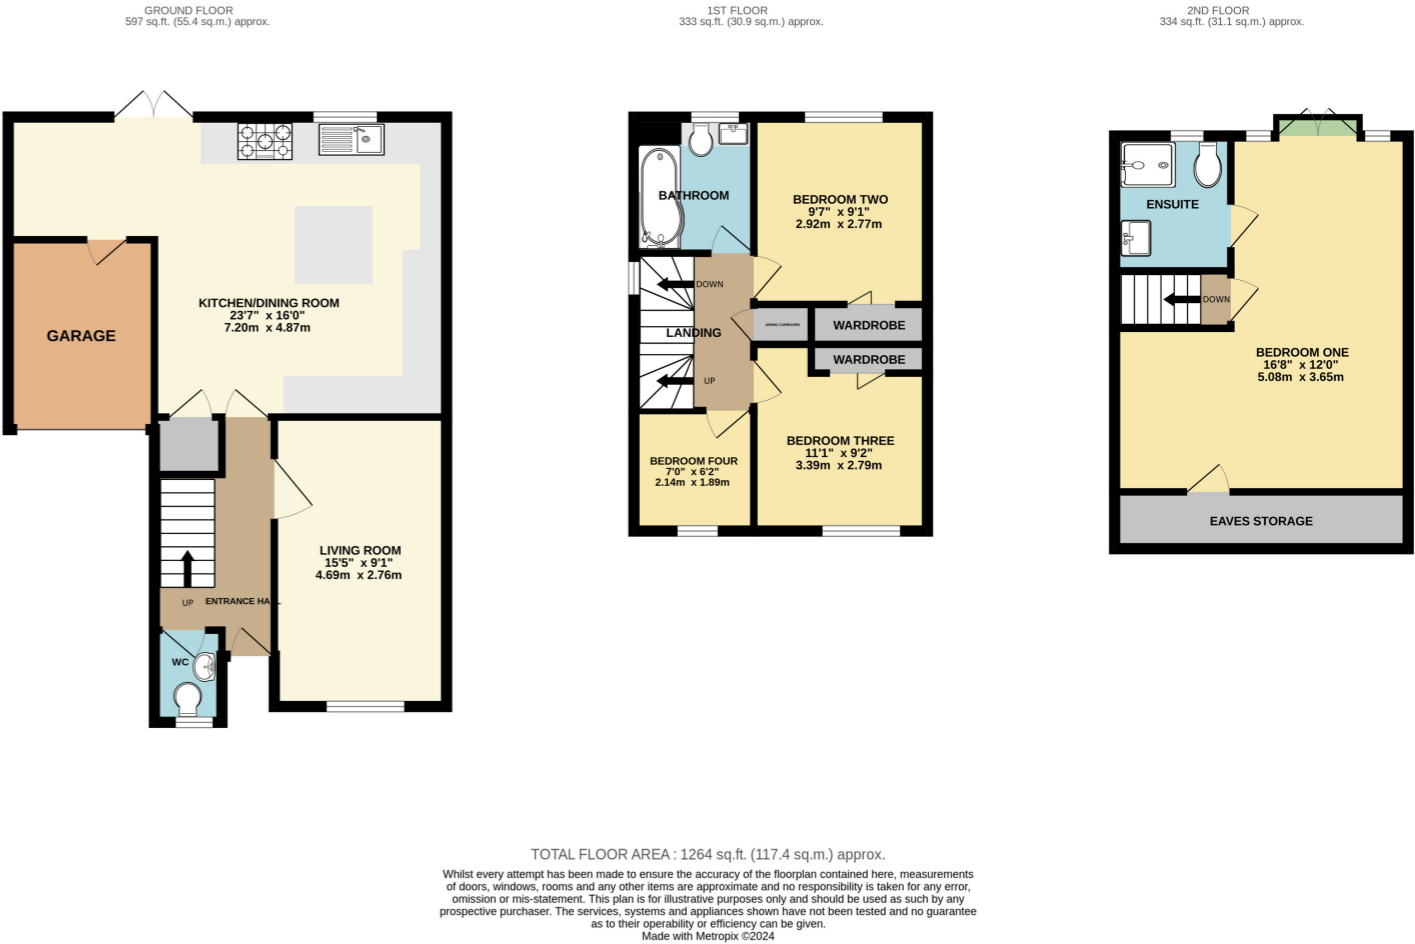 GROUND FLOOR
597 sq.ft. (55.4 sq.m.) approx.
1ST FLOOR
333 sq.ft. (30.9 sq.m.) approx.
2ND FLOOR
334 sq.ft. (31.1 sq.m.) approx.
KITCHEN/DINING ROOM
23'7" x 16'0"
7.20m x 4.87m
GARAGE
LIVING ROOM
15'5" x 9'1"
4.69m x 2.76m
UP
ENTRANCE HA
WC
BATHROOM
BEDROOM TWO
9'7" x 9'1"
2.92m x 2.77m
DOWN
LANDING
AIRING CUPBOARD
WARDROBE
WARDROBE
UP
BEDROOM THREE
11'1" x 9'2"
3.39m x 2.79m
BEDROOM FOUR
7'0" x 6'2"
2.14m x 1.89m
ENSUITE
DOWN
BEDROOM ONE
16'8" x 12'0"
5.08m x 3.65m
EAVES STORAGE
TOTAL FLOOR AREA : 1264 sq.ft. (117.4 sq.m.) approx.
Whilst every attempt has been made to ensure the accuracy of the floorplan contained here, measurements
of doors, windows, rooms and any other items are approximate and no responsibility is taken for any error,
omission or mis-statement. This plan is for illustrative purposes only and should be used as such by any
prospective purchaser. The services, systems and appliances shown have not been tested and no guarantee
as to their operability or efficiency can be given.
Made with Metropix ©2024